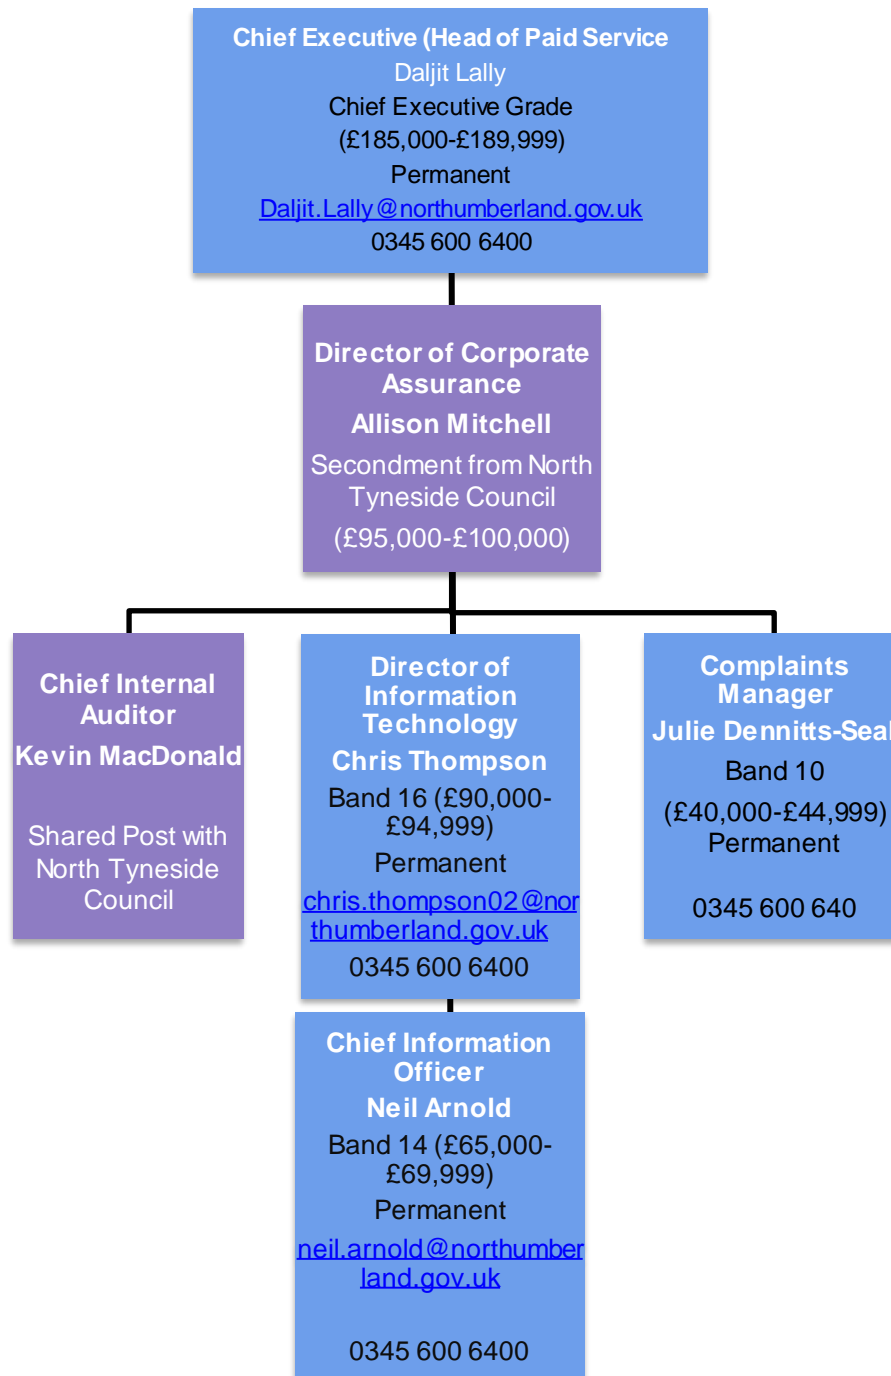 Chief Executive (Head of Paid Service
Daljit Lally
Chief Executive Grade
(£185,000-£189,999)
Permanent
Daljit.Lally@northumberland.gov.uk
0345 600 6400
Director of Corporate
Assurance
Allison Mitchell
Secondment from North
Tyneside Council
(£95,000-£100,000)
Chief Internal
Auditor
Kevin MacDonald
Shared Post with
North Tyneside
Council
Director of
Information
Technology
Chris Thompson
Band 16 (£90,000-
£94,999)
Permanent
chris.thompson02@nor
thumberland.gov.uk
0345 600 6400
Complaints
Manager
Julie Dennitts-Seal
Band 10
(£40,000-£44,999)
Permanent
0345 600 640
Chief Information
Officer
Neil Arnold
Band 14 (£65,000-
£69,999)
Permanent
neil.arnold@northumber
land.gov.uk
0345 600 6400